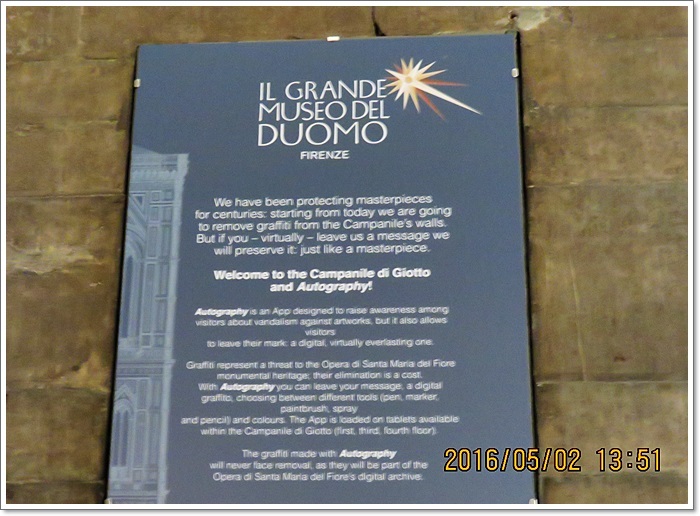 IL GRANDE
MUSEO DEL
DUOMO
FIRENZE
We have been protecting masterpieces
for centuries: starting from today we are going
to remove graffiti from the Campanile's walls.
But if you – virtually – leave us a message we
will preserve it: just like a masterpiece.
Welcome to the Campanile di Giotto
and Autography!
Autography is an App designed to raise awareness among
visitors about vandalism against artworks, but it also allows
visitors
to leave their mark: a digital, virtually everlasting one.
Graffiti represent a threat to the Opera di Santa Maria del Fiore
monumental heritage; their elimination is a cost.
With Autography you can leave your message, a digital
graffito, choosing between different tools (pen, marker,
paintbrush, spray
and pencil) and colours. The App is loaded on tablets available
within the Campanile di Giotto (first, third, fourth floor).
The graffiti made with Autography
will never face removal, as they will be part of the
Opera di Santa Maria del Fiore's digital archive.
2016/05/02 13:51